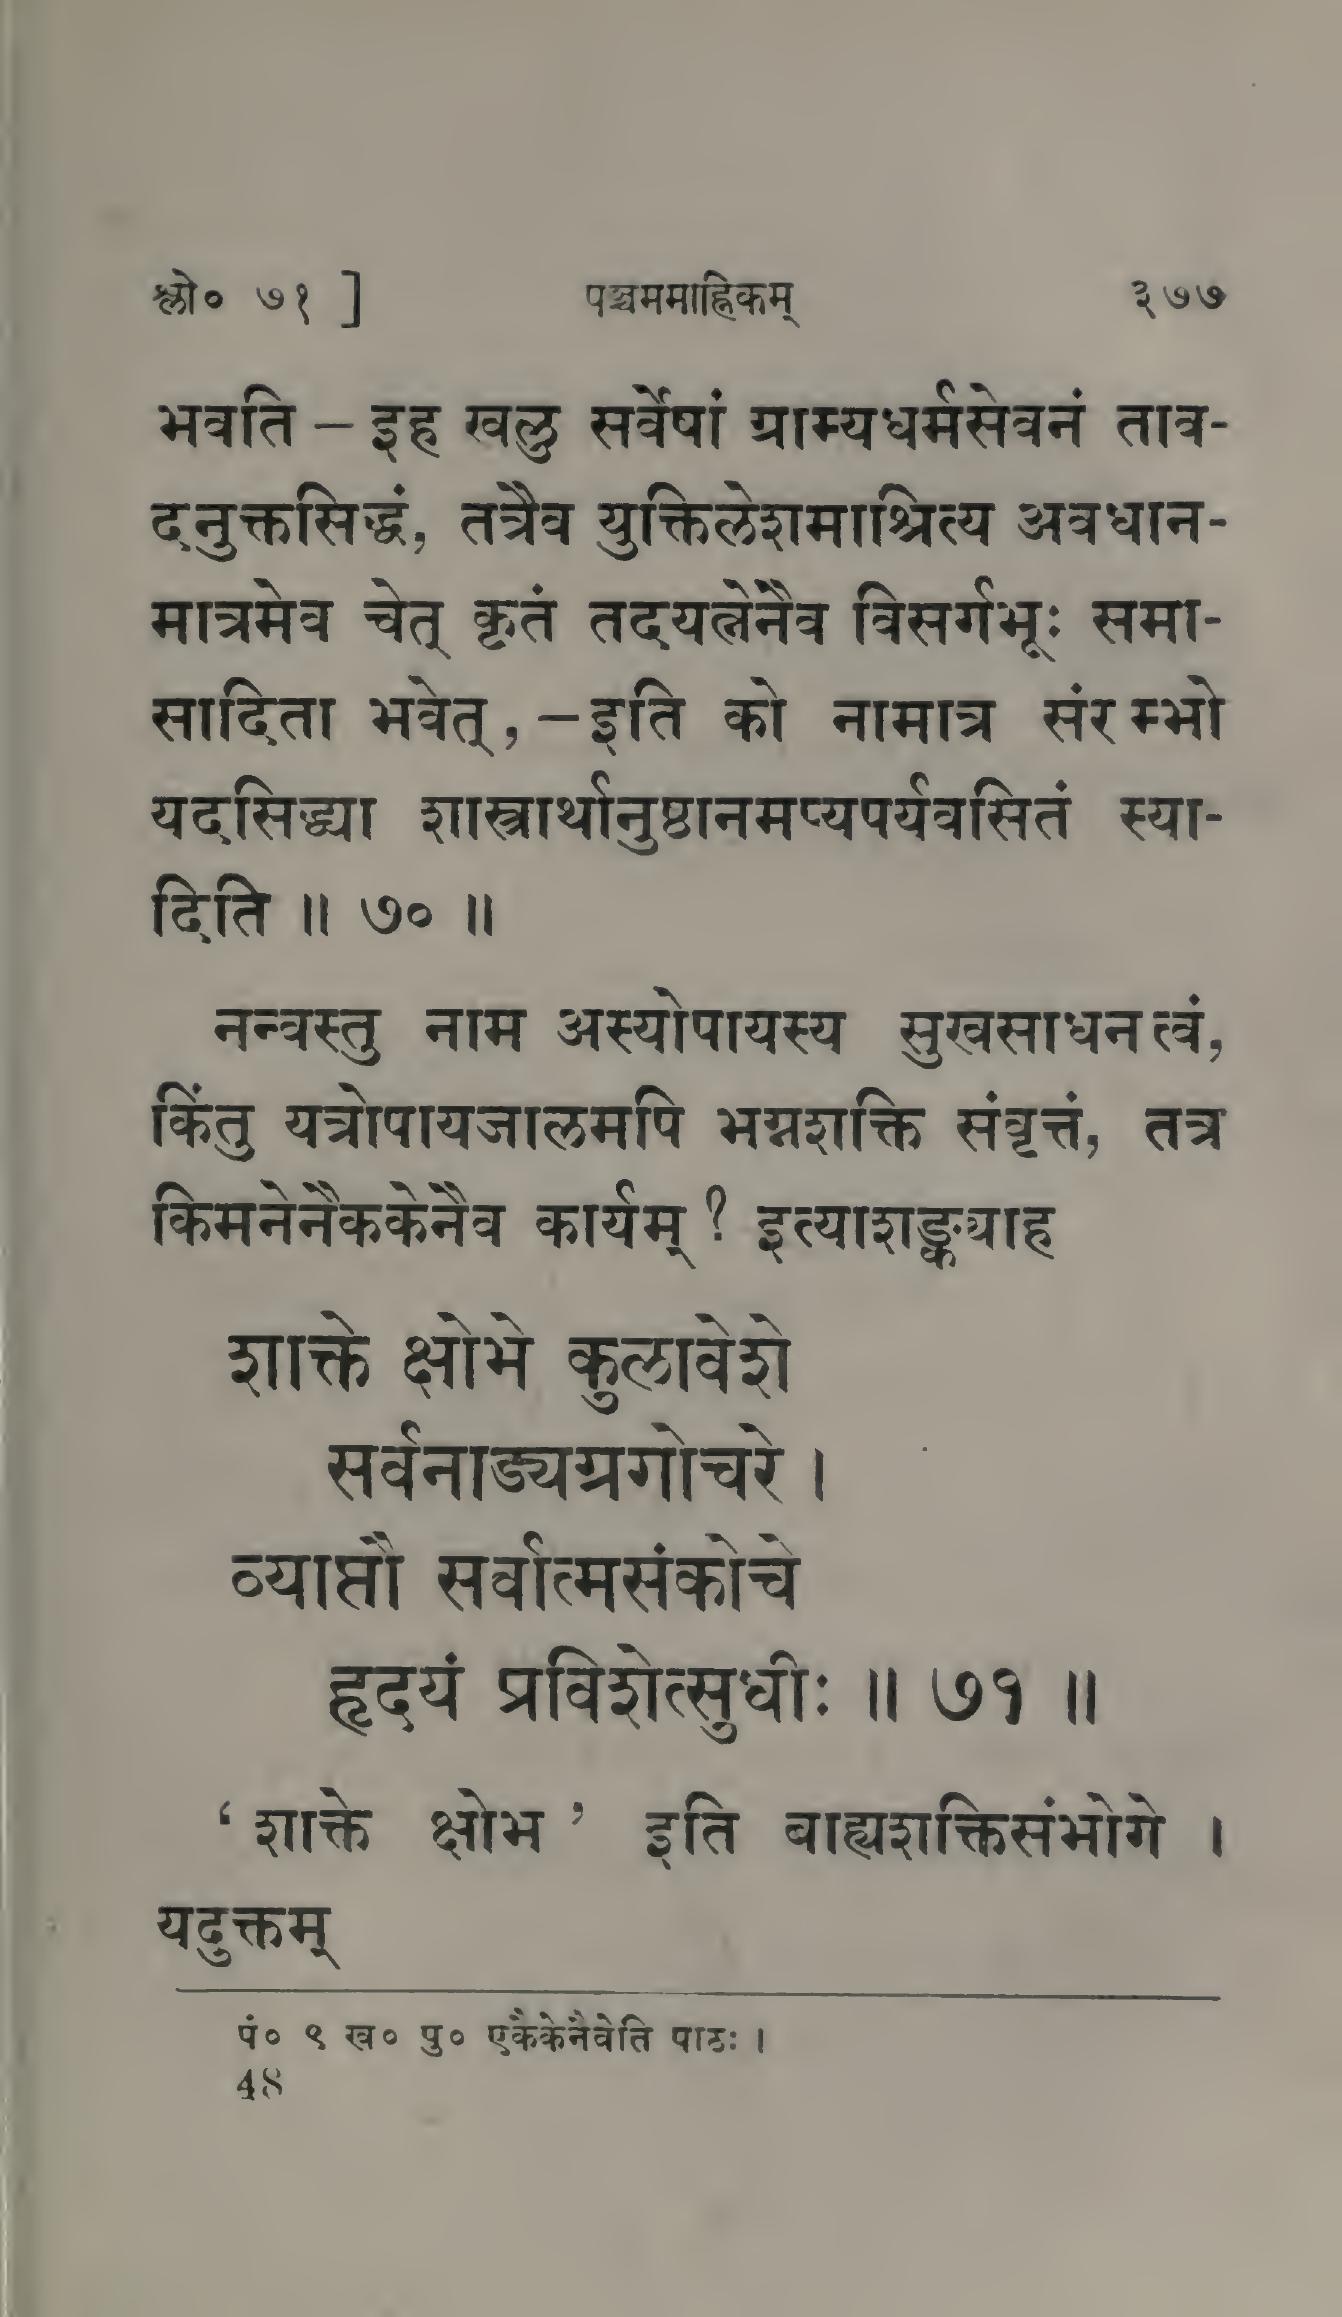 श्लो० ७१ ] पञ्चममाह्निकम् ३७७
भवति – इह खलु सर्वेषां ग्राम्यधर्मसेवनं ताव-
दनुक्तसिद्धं, तत्रैव युक्तिलेशमाश्रित्य अवधान-
मात्रमेव चेत् कृतं तदयत्नेनैव विसर्गभूः समा-
सादिता भवेत्, –इति को नामात्र संरम्भो
यदसिद्ध्या शास्त्रार्थानुष्ठानमप्यपर्यवसितं स्या-
दिति ॥ ७० ॥
नन्वस्तु नाम अस्योपायस्य सुखसाधनत्वं,
किंतु यत्रोपायजालमपि भग्नशक्ति संवृत्तं, तत्र
किमनेनैककेनैव कार्यम् ? इत्याशङ्क्याह
शाक्ते क्षोभे कुलावेशे
सर्वनाड्यग्रगोचरे ।
व्याप्तौ सर्वात्मसंकोचे
हृदयं प्रविशेत्सुधीः ॥ ७१ ॥
‘ शाक्ते क्षोभ ’ इति बाह्यशक्तिसंभोगे ।
यदुक्तम्
पं० ९ ख० पु० एकैकेनैवेति पाठः ।
48